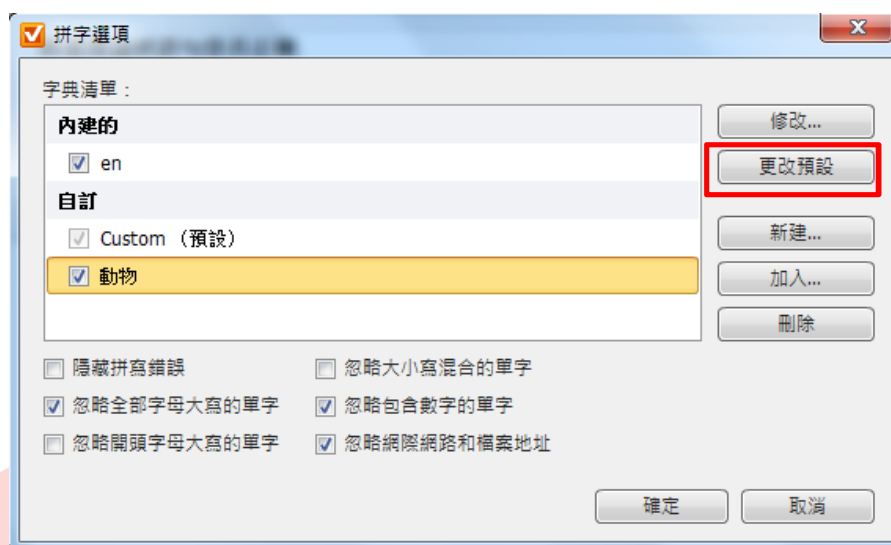 拼字選項
字典清單：
內建的
修改...
en
更改預設
自訂
Custom （預設）
新建...
動物
加入...
刪除
隱藏拼寫錯誤
忽略大小寫混合的單字
忽略全部字母大寫的單字
忽略包含數字的單字
忽略開頭字母大寫的單字
忽略網際網路和檔案地址
確定
取消